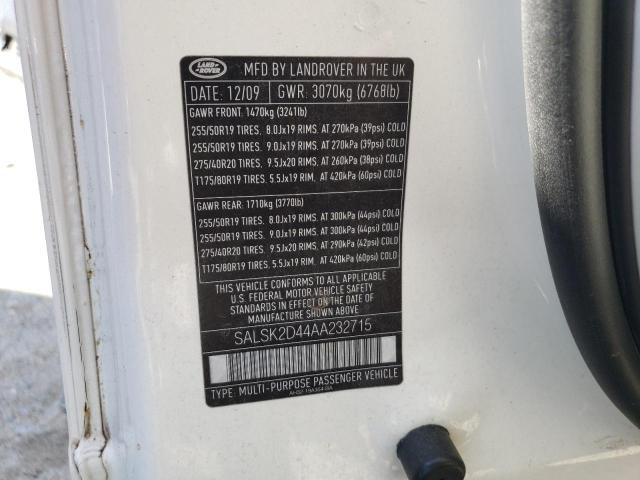 LAND ROVER
MFD BY LANDROVER IN THE UK
DATE: 12/09 GWR: 3070kg (6768lb)
GAWR FRONT: 1470kg (3241lb)
255/50R19 TIRES. 8.0Jx19 RIMS. AT 270kPa (39psi) COLD
255/50R19 TIRES. 9.0Jx19 RIMS. AT 270kPa (39psi) COLD
275/40R20 TIRES. 9.5Jx20 RIMS. AT 260kPa (38psi) COLD
T175/80R19 TIRES. 5.5Jx19 RIM. AT 420kPa (60psi) COLD
GAWR REAR: 1710kg (3770lb)
255/50R19 TIRES. 8.0Jx19 RIMS. AT 300kPa (44psi) COLD
255/50R19 TIRES. 9.0Jx19 RIMS. AT 300kPa (44psi) COLD
275/40R20 TIRES. 9.5Jx20 RIMS. AT 290kPa (42psi) COLD
T175/80R19 TIRES. 5.5Jx19 RIM. AT 420kPa (60psi) COLD
THIS VEHICLE CONFORMS TO ALL APPLICABLE
U.S. FEDERAL MOTOR VEHICLE SAFETY
STANDARDS IN EFFECT ON THE DATE OF
MANUFACTURE SHOWN ABOVE
SALSK2D44AA232715
TYPE: MULTI-PURPOSE PASSENGER VEHICLE